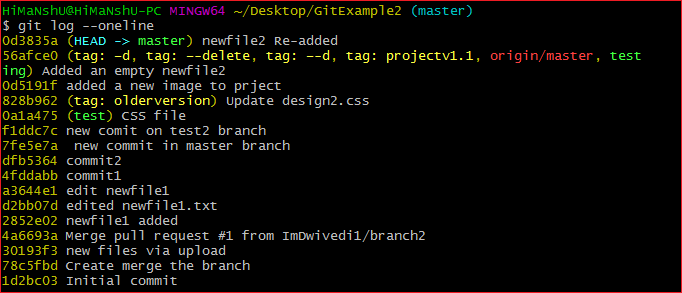 HiMaNshU@HiMaNshU-PC MINGW64 ~/Desktop/GitExample2 (master)
$ git log --oneline
0d3835a (HEAD -> master) newfile2 Re-added
56afce0 (tag: -d, tag: --delete, tag: --d, tag: projectv1.1, origin/master, test
ing) Added an empty newfile2
0d5191f added a new image to prject
828b962 (tag: olderversion) Update design2.css
0a1a475 (test) CSS file
f1ddc7c new comit on test2 branch
7fe5e7a  new commit in master branch
dfb5364 commit2
4fddabb commit1
a3644e1 edit newfile1
d2bb07d edited newfile1.txt
2852e02 newfile1 added
4a6693a Merge pull request #1 from ImDwivedi1/branch2
30193f3 new files via upload
78c5fbd Create merge the branch
1d2bc03 Initial commit